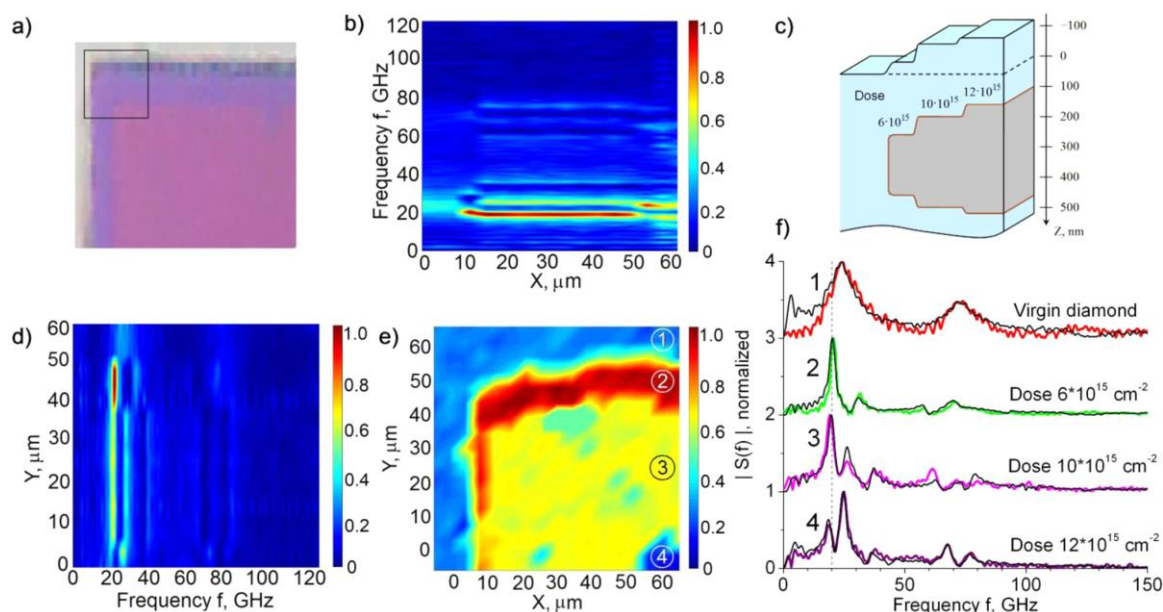 a)
b)
120
100
80
60
40
20
0
Frequency f, GHz
0 10 20 30 40 50 60
X, μm
1.0
0.8
0.6
0.4
0.2
0
c)
Dose
6·10¹⁵
10·10¹⁵
12·10¹⁵
-100
0
100
200
300
400
500
Z, nm
d)
60
50
40
30
20
10
0
Y, μm
0 20 40 60 80 100 120
Frequency f, GHz
1.0
0.8
0.6
0.4
0.2
0
e)
60
50
40
30
20
10
0
Y, μm
0 10 20 30 40 50 60
X, μm
1
2
3
4
1.0
0.8
0.6
0.4
0.2
0
f)
4
3
2
1
0
| S(f) |, normalized
1
Virgin diamond
2
Dose 6*10¹⁵ cm⁻²
3
Dose 10*10¹⁵ cm⁻²
4
Dose 12*10¹⁵ cm⁻²
0 50 100 150
Frequency f, GHz